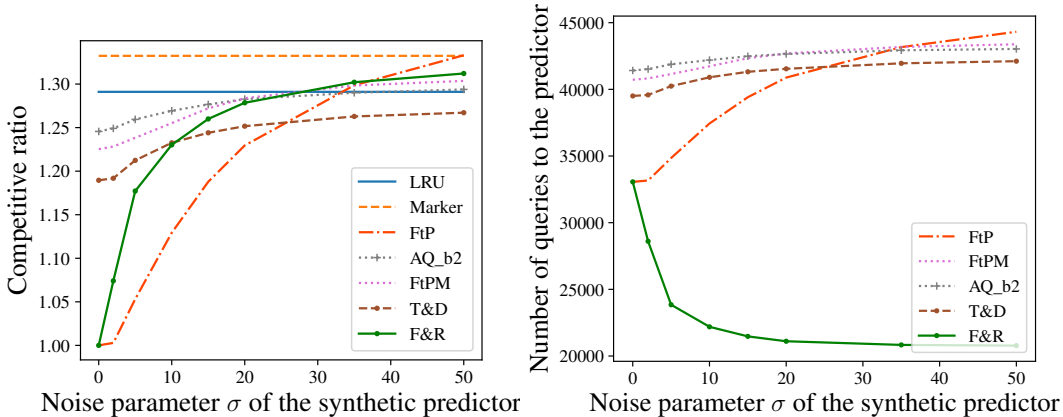 Competitive ratio
1.30
1.25
1.20
1.15
1.10
1.05
1.00
0
10
20
30
40
50
Noise parameter σ of the synthetic predictor
LRU
Marker
FtP
AQ_b2
FtPM
T&D
F&R
Number of queries to the predictor
45000
40000
35000
30000
25000
20000
0
10
20
30
40
50
Noise parameter σ of the synthetic predictor
FtP
FtPM
AQ_b2
T&D
F&R